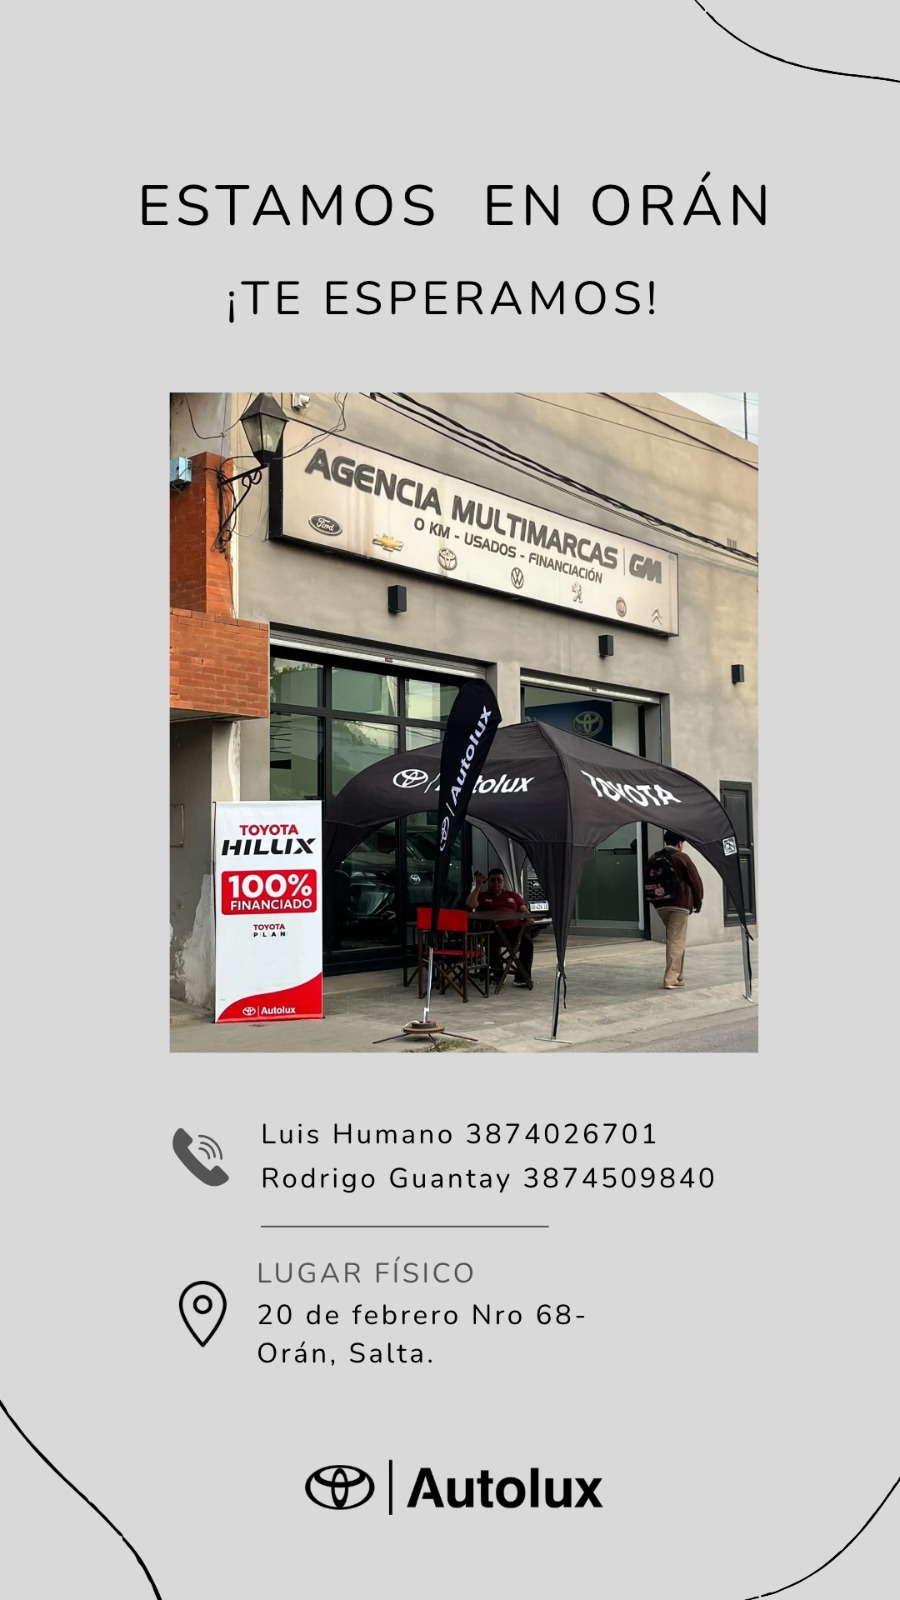 ESTAMOS EN ORÁN
¡TE ESPERAMOS!
AGENCIA MULTIMARCAS | GM
0 KM - USADOS - FINANCIACIÓN
Ford
Autolux
Autolux
TOYOTA
TOYOTA
HILUX
100%
FINANCIADO
TOYOTA
PLAN
Autolux
Luis Humano 3874026701
Rodrigo Guantay 3874509840
LUGAR FÍSICO
20 de febrero Nro 68-
Orán, Salta.
Autolux